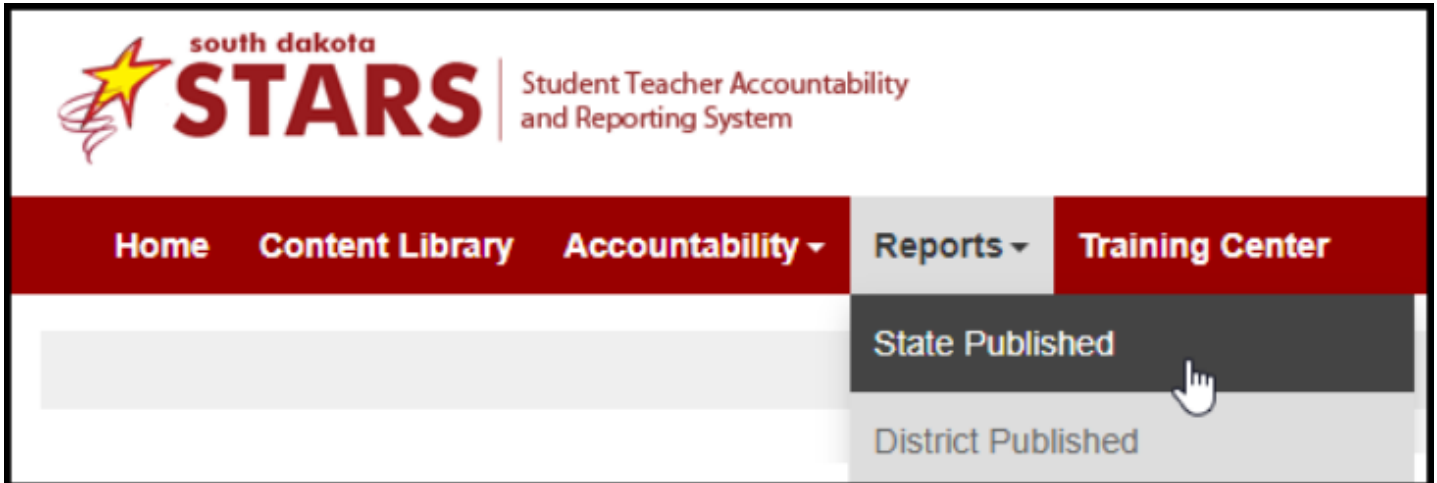 south dakota
STARS
Student Teacher Accountability
and Reporting System
Home Content Library Accountability Reports Training Center
State Published
District Published